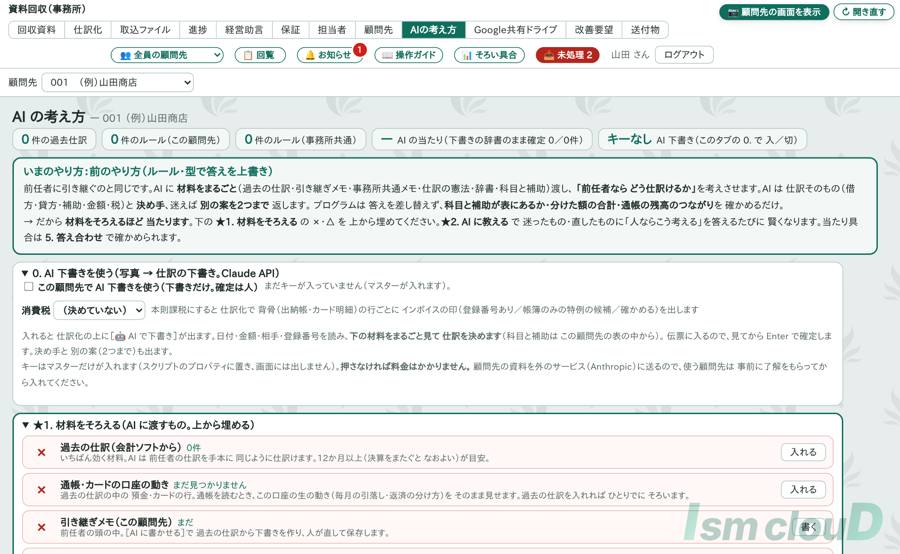 資料回収(事務所)
📷 顧客先の画面を表示
開き直す
回収資料 仕訳化 取込ファイル 進捗 経営助言 保証 担当者 顧問先 AIの考え方 Google共有ドライブ 改善要望 送付物
全員の顧問先 回覧 お知らせ 1 操作ガイド そろい具合 未処理 2 山田 さん ログアウト
顧問先 001 (例)山田商店
AI の考え方 — 001 (例)山田商店
0 件の過去仕訳 0 件のルール(この顧問先) 0 件のルール(事務所共通) — AI の当たり(下書きの辞書のまま確定 0/0件) キーなし AI 下書き(このタブの 0. で 入/切)
いまのやり方:前のやり方(ルール・型で答えを上書き)
前任者に引き継ぐのと同じです。AI に 材料をまるごと(過去の仕訳・引き継ぎメモ・事務所共通メモ・仕訳の憲法・辞書・科目と補助)渡し、「前任者なら どう仕訳けるか」を考えさせます。AI は 仕訳そのもの(借
方・貸方・補助・金額・税)と 決め手、迷えば 別の案を2つまで 返します。プログラムは 答えを差し替えず、科目と補助が表にあるか・分けた額の合計・通帳の残高のつながりを 確かめるだけ。
→ だから 材料をそろえるほど 当たります。下の ★1. 材料をそろえる の ×・△ を 上から埋めてください。★2. AI に教える で 迷ったもの・直したものに「人ならこう考える」を答えるたびに 賢くなります。当たり具
合は 5. 答え合わせ で確かめられます。
▼ 0. AI 下書きを使う(写真 → 仕訳の下書き。Claude API)
この顧問先で AI 下書きを使う(下書きだけ。確定は人) まだキーが入っていません(マスターが入れます)。
消費税 (決めていない) 本則課税にすると 仕訳化で 背骨(出納帳・カード明細)の行ごとに インボイスの印(登録番号あり/帳簿のみの特例の候補/確かめる)を出します
入れると 仕訳化の上に[🤖 AI で下書き]が出ます。日付・金額・相手・登録番号を読み、下の材料をまるごと見て 仕訳を決めます(科目と補助は この顧問先の表の中から)。伝票に入るので、見てから Enter で確定しま
す。決め手と 別の案(2つまで)も出ます。
キーはマスターだけが入れます(スクリプトのプロパティに置き、画面には出しません)。押さなければ料金はかかりません。 顧問先の資料を外のサービス(Anthropic)に送るので、使う顧問先は 事前に了解をもらってか
ら入れてください。
▼ ★1. 材料をそろえる(AI に渡すもの。上から埋める)
× 過去の仕訳(会計ソフトから) 0件
いちばん効く材料。AI は 前任者の仕訳を手本に 同じように仕訳けます。12か月以上(決算をまたぐと なおよい)が目安。
入れる
× 通帳・カードの口座の動き まだ見つかりません
過去の仕訳の中の 預金・カードの行。通帳を読むとき、この口座の生の動き(毎月の引落し・返済の分け方)を そのまま見せます。過去の仕訳を入れれば ひとりでに そろいます。
入れる
× 引き継ぎメモ(この顧問先) まだ
前任者の頭の中。[AI に書かせる]で 過去の仕訳から下書きを作り、人が直して保存します。
書く
Ism clouD